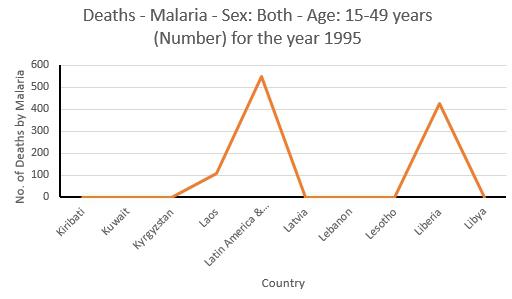 Deaths - Malaria - Sex: Both - Age: 15-49 years
(Number) for the year 1995
No. of Deaths by Malaria
600
500
400
300
200
100
0
Kiribati
Kuwait
Kyrgyzstan
Laos
Latin America &...
Latvia
Lebanon
Lesotho
Liberia
Libya
Country